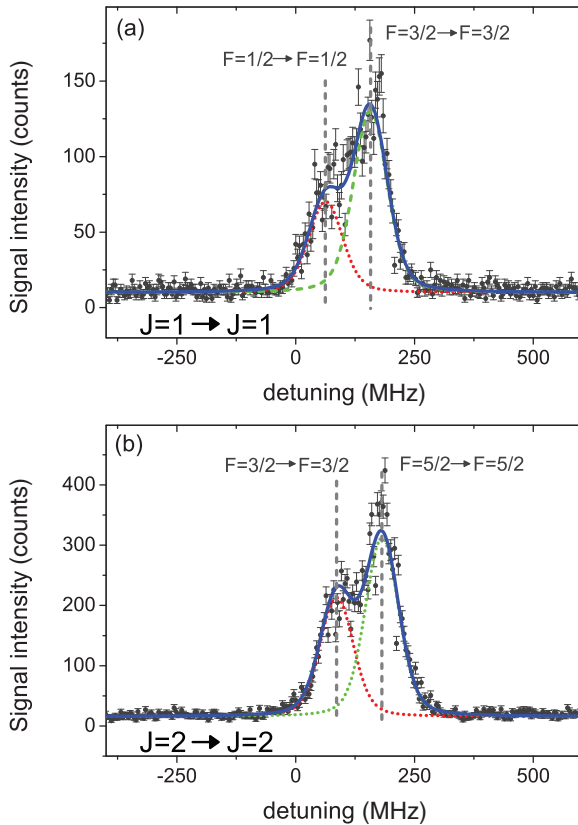 (a)
F=3/2→F=3/2
F=1/2→F=1/2
150
100
50
0
Signal intensity (counts)
J=1→J=1
-250 0 250 500
detuning (MHz)
(b)
F=3/2→F=3/2 F=5/2→F=5/2
400
300
200
100
0
Signal intensity (counts)
J=2→J=2
-250 0 250 500
detuning (MHz)